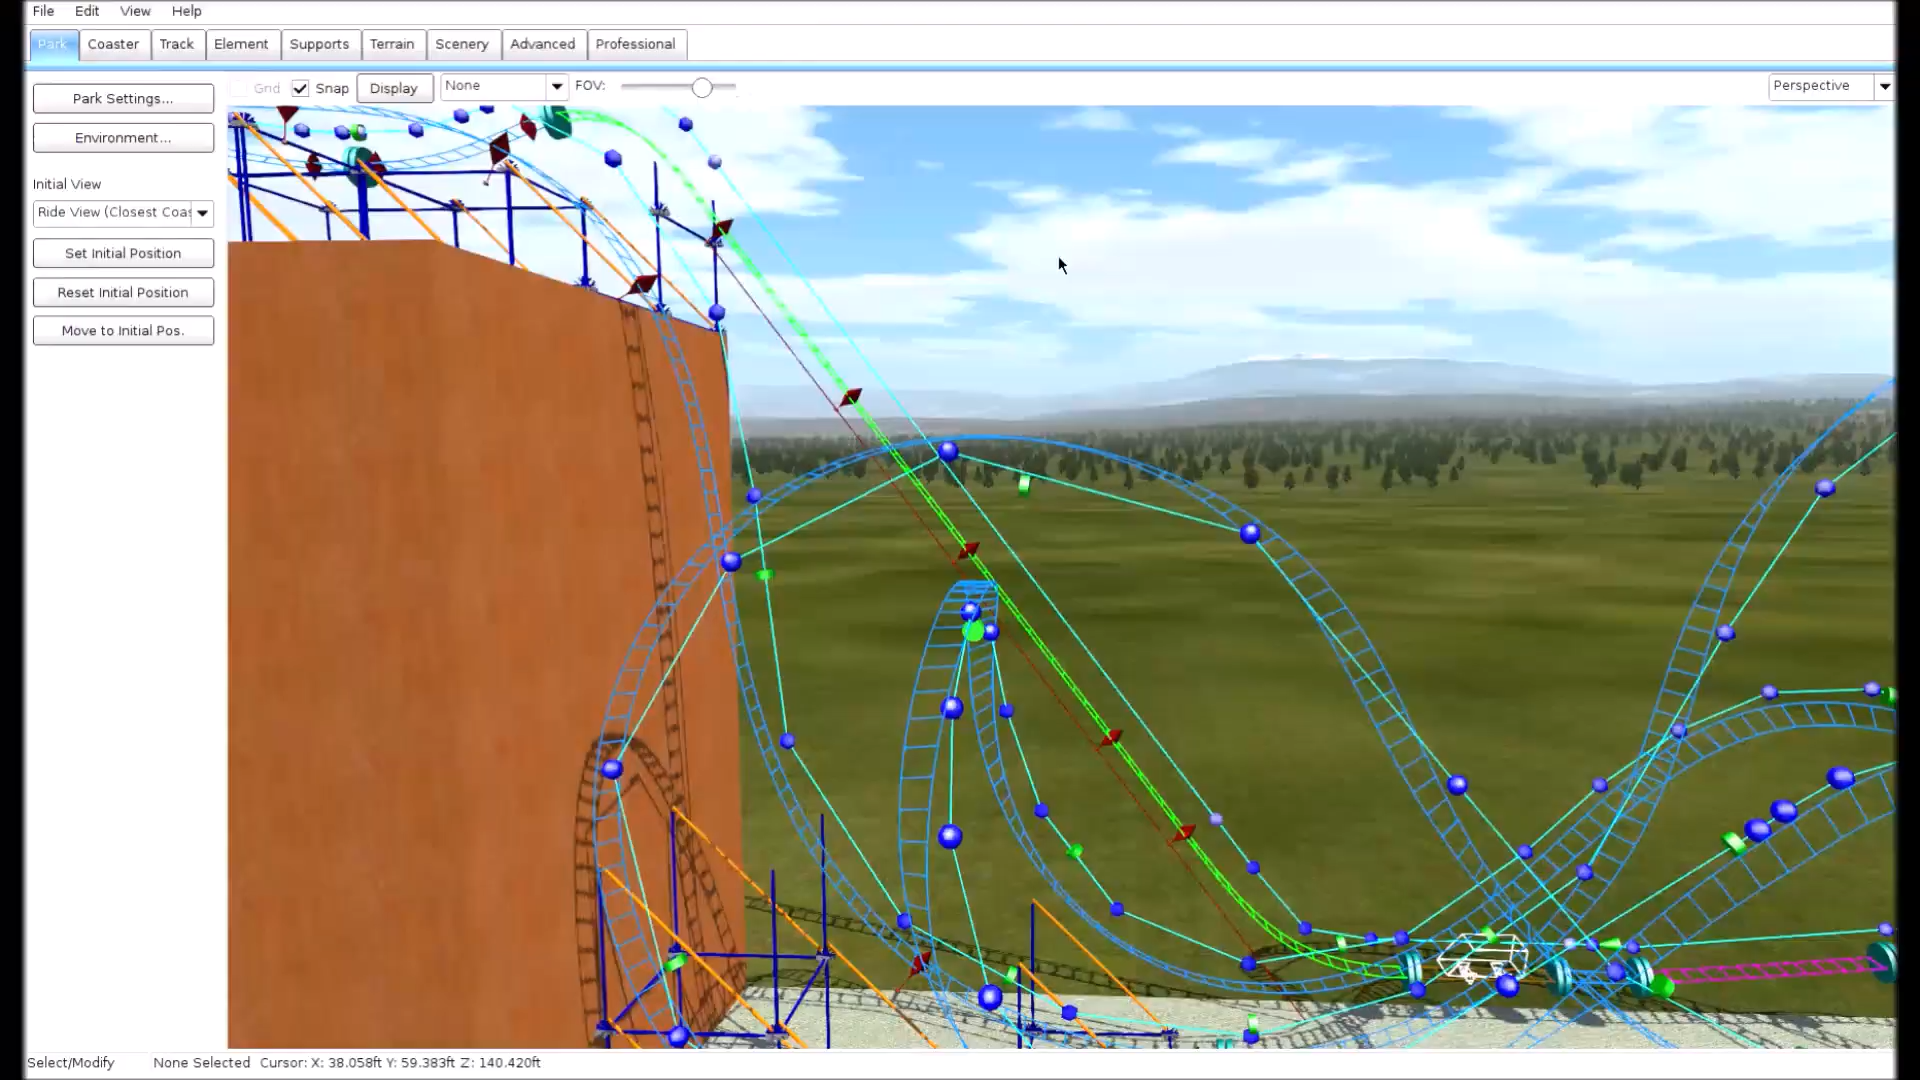 File Edit View Help
Park Coaster Track Element Supports Terrain Scenery Advanced Professional
Gnd Snap Display None FOV: Perspective
Park Settings...
Environment...
Initial View
Ride View (Closest Coas
Set Initial Position
Reset Initial Position
Move to Initial Pos.
Select/Modify None Selected Cursor: X: 38.058ft Y: 59.383ft Z: 140.420ft